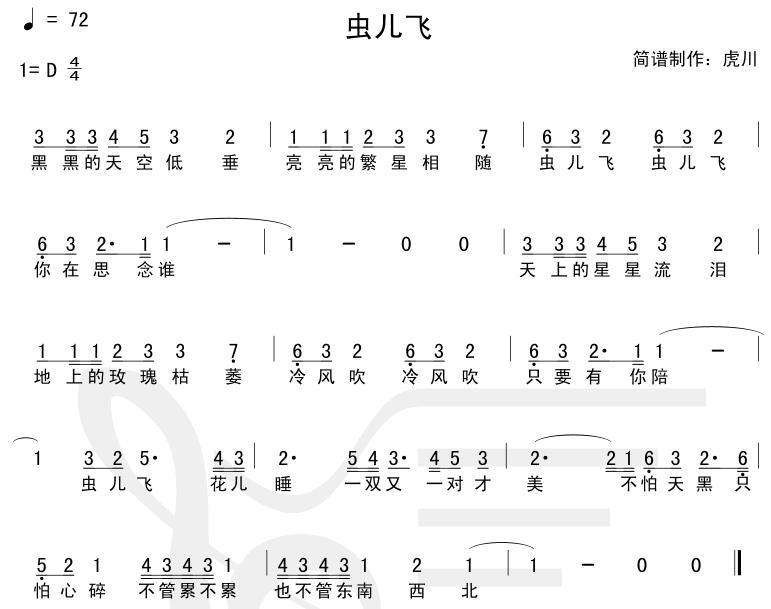 ♩ = 72
虫儿飞
简谱制作：虎川
1= D 4/4
3 3 3 4 5 3 2 | 1 1 1 2 3 3 7 | 6 3 2 6 3 2 |
黑 黑的天 空 低 垂 亮 亮的繁 星 相 随 虫 儿 飞 虫 儿 飞
6 3 2· 1 1 － | 1 － 0 0 | 3 3 3 4 5 3 2 |
你 在 思 念谁 天 上的星 星 流 泪
1 1 1 2 3 3 7 | 6 3 2 6 3 2 | 6 3 2· 1 1 － |
地 上的玫 瑰 枯 萎 冷 风 吹 冷 风 吹 只 要 有 你陪
1 3 2 5· 4 3 | 2· 5 4 3· 4 5 3 | 2· 2 1 6 3 2· 6 |
虫 儿 飞 花儿 睡 一双又 一对 才 美 不怕 天 黑 只
5 2 1 4 3 4 3 1 | 4 3 4 3 1 2 1 | 1 － 0 0 ‖
怕 心 碎 不管累不累 也不管东南 西 北